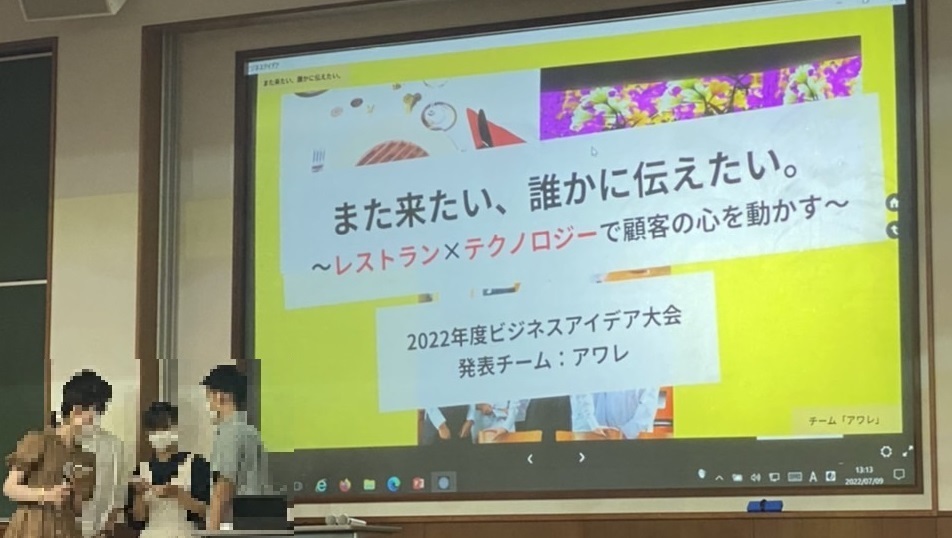 また来たい、誰かに伝えたい。
また来たい、誰かに伝えたい。
～レストラン×テクノロジーで顧客の心を動かす～
2022年度ビジネスアイデア大会
発表チーム：アワレ
チーム「アワレ」
A
13:13
2022/07/09